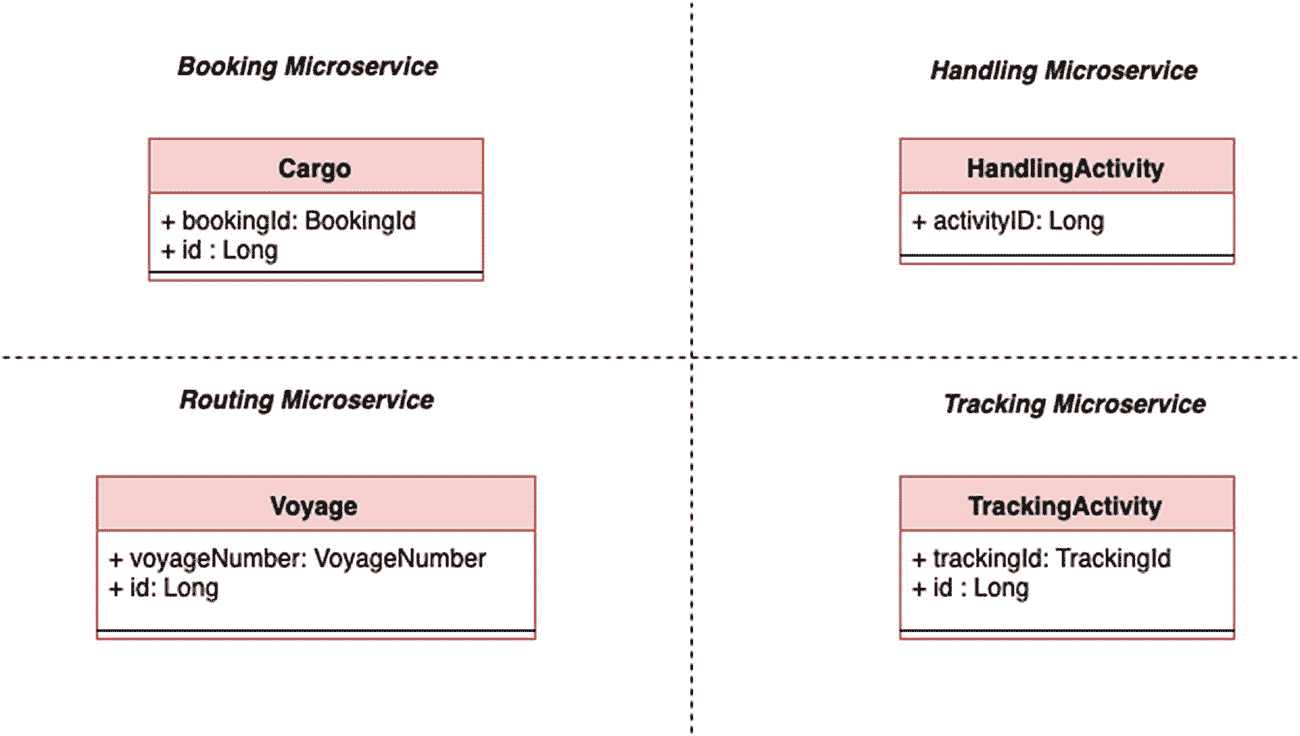 Booking Microservice
Cargo
+ bookingId: BookingId
+ id : Long
Handling Microservice
HandlingActivity
+ activityID: Long
Routing Microservice
Voyage
+ voyageNumber: VoyageNumber
+ id: Long
Tracking Microservice
TrackingActivity
+ trackingId: TrackingId
+ id : Long